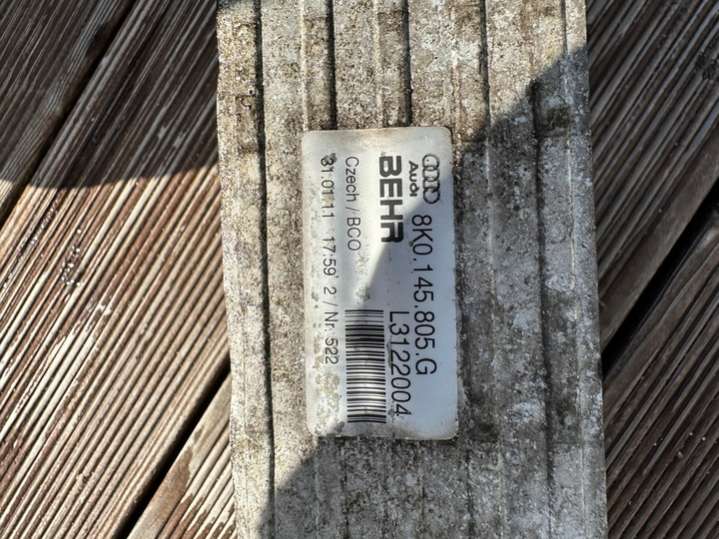 8K0.145.805.G
Audi
BEHR
L3122004
Czech / BCO
31.01.11 17:59 2 / Nr. 522